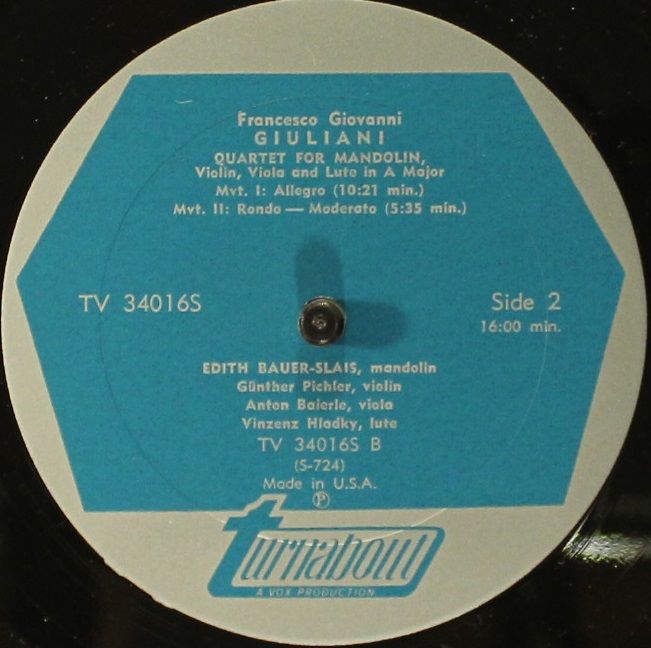 Francesco Giovanni
GIULIANI
QUARTET FOR MANDOLIN,
Violin, Viola and Lute in A Major
Mvt. I: Allegro (10:21 min.)
Mvt. II: Rondo — Moderato (5:35 min.)
TV 34016S
Side 2
16:00 min.
EDITH BAUER-SLAIS, mandolin
Günther Pichler, violin
Anton Baierle, viola
Vinzenz Hladky, lute
TV 34016S B
(S-724)
Made in U.S.A.
℗
turnabout
A VOX PRODUCTION